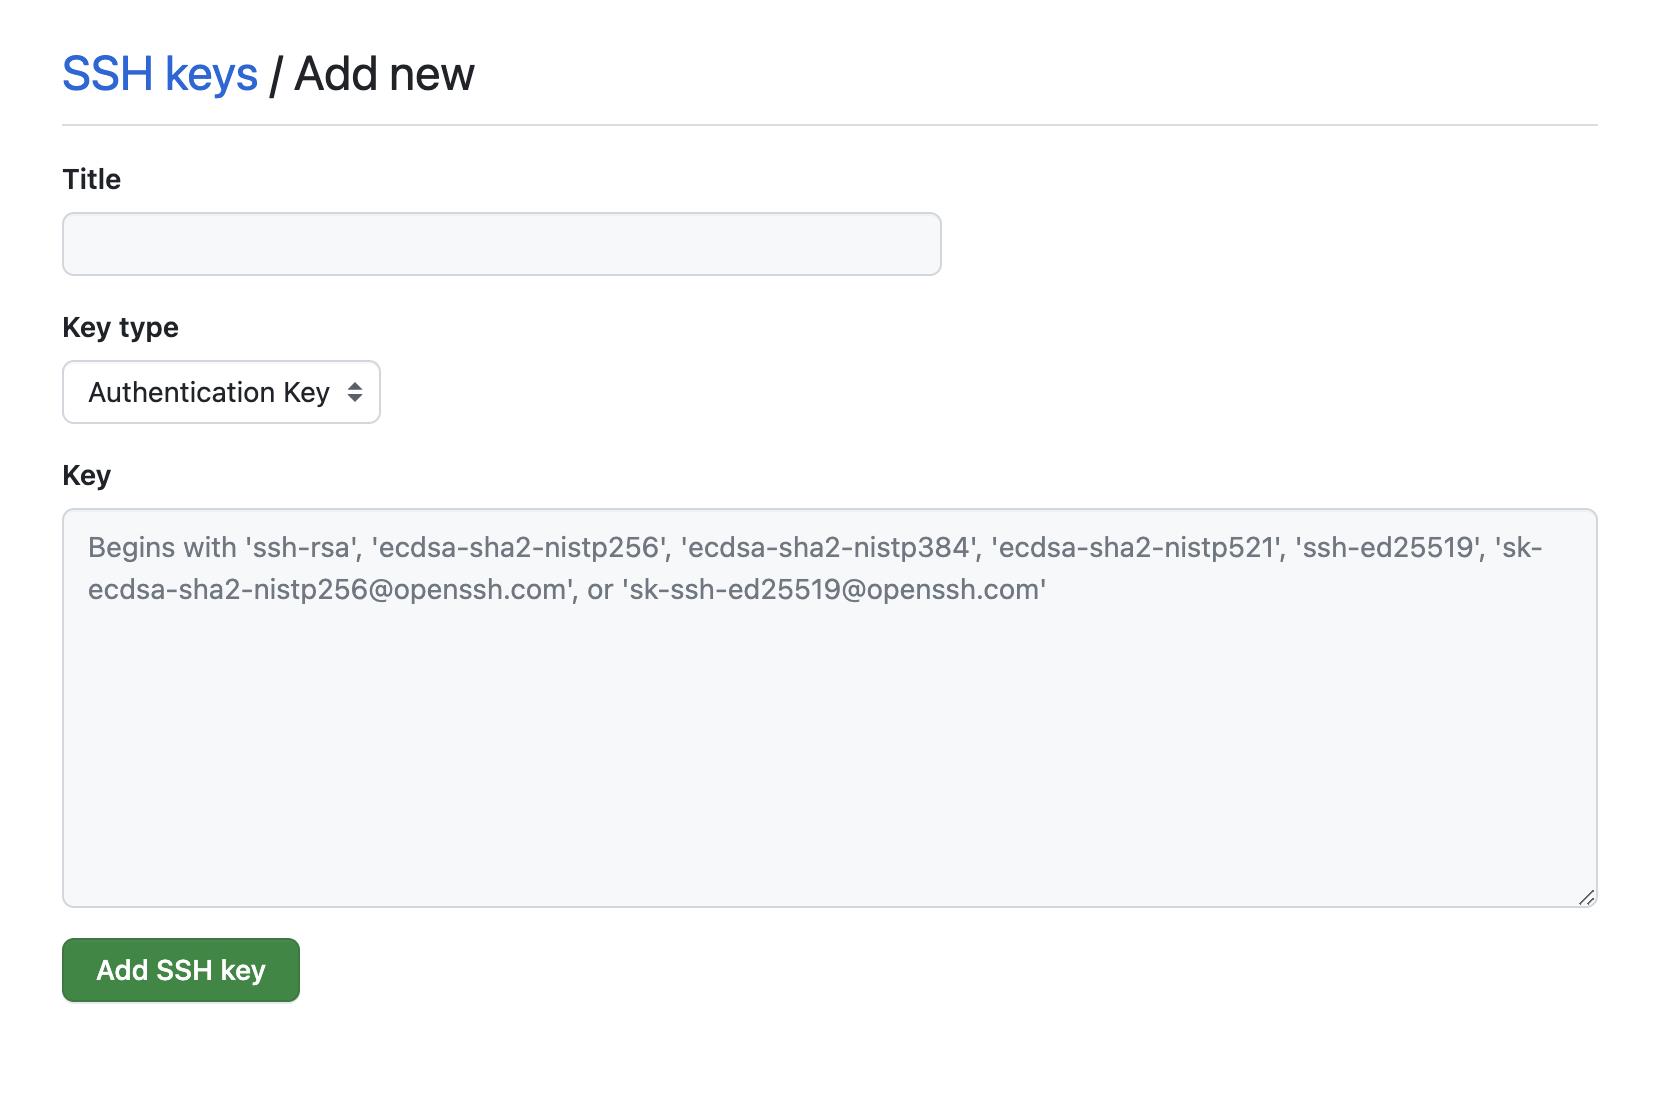 SSH keys / Add new
Title
Key type
Authentication Key
Key
Begins with 'ssh-rsa', 'ecdsa-sha2-nistp256', 'ecdsa-sha2-nistp384', 'ecdsa-sha2-nistp521', 'ssh-ed25519', 'sk-
ecdsa-sha2-nistp256@openssh.com', or 'sk-ssh-ed25519@openssh.com'
Add SSH key